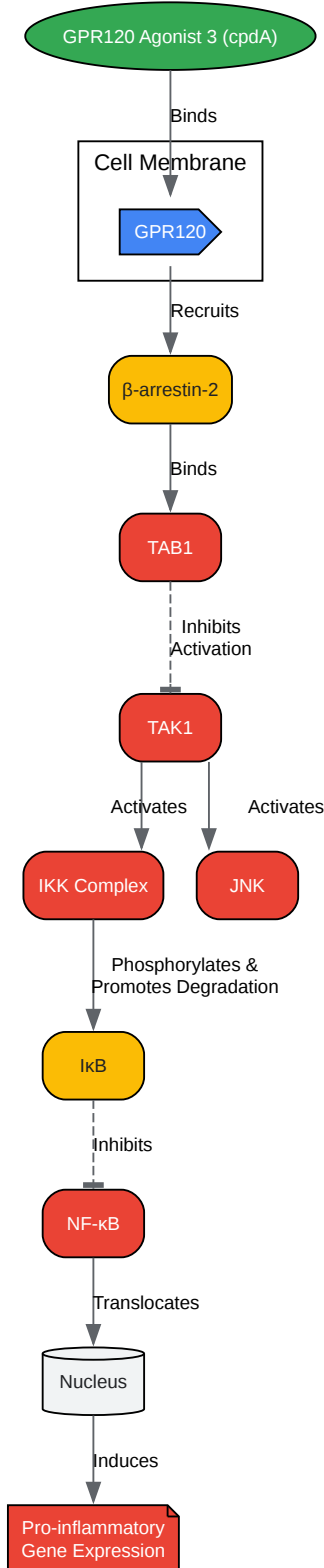 GPR120 Agonist 3 (cpdA)
Binds
Cell Membrane
GPR120
Recruits
β-arrestin-2
Binds
TAB1
Inhibits
Activation
TAK1
Activates
Activates
IKK Complex
JNK
Phosphorylates &
Promotes Degradation
IκB
Inhibits
NF-κB
Translocates
Nucleus
Induces
Pro-inflammatory
Gene Expression